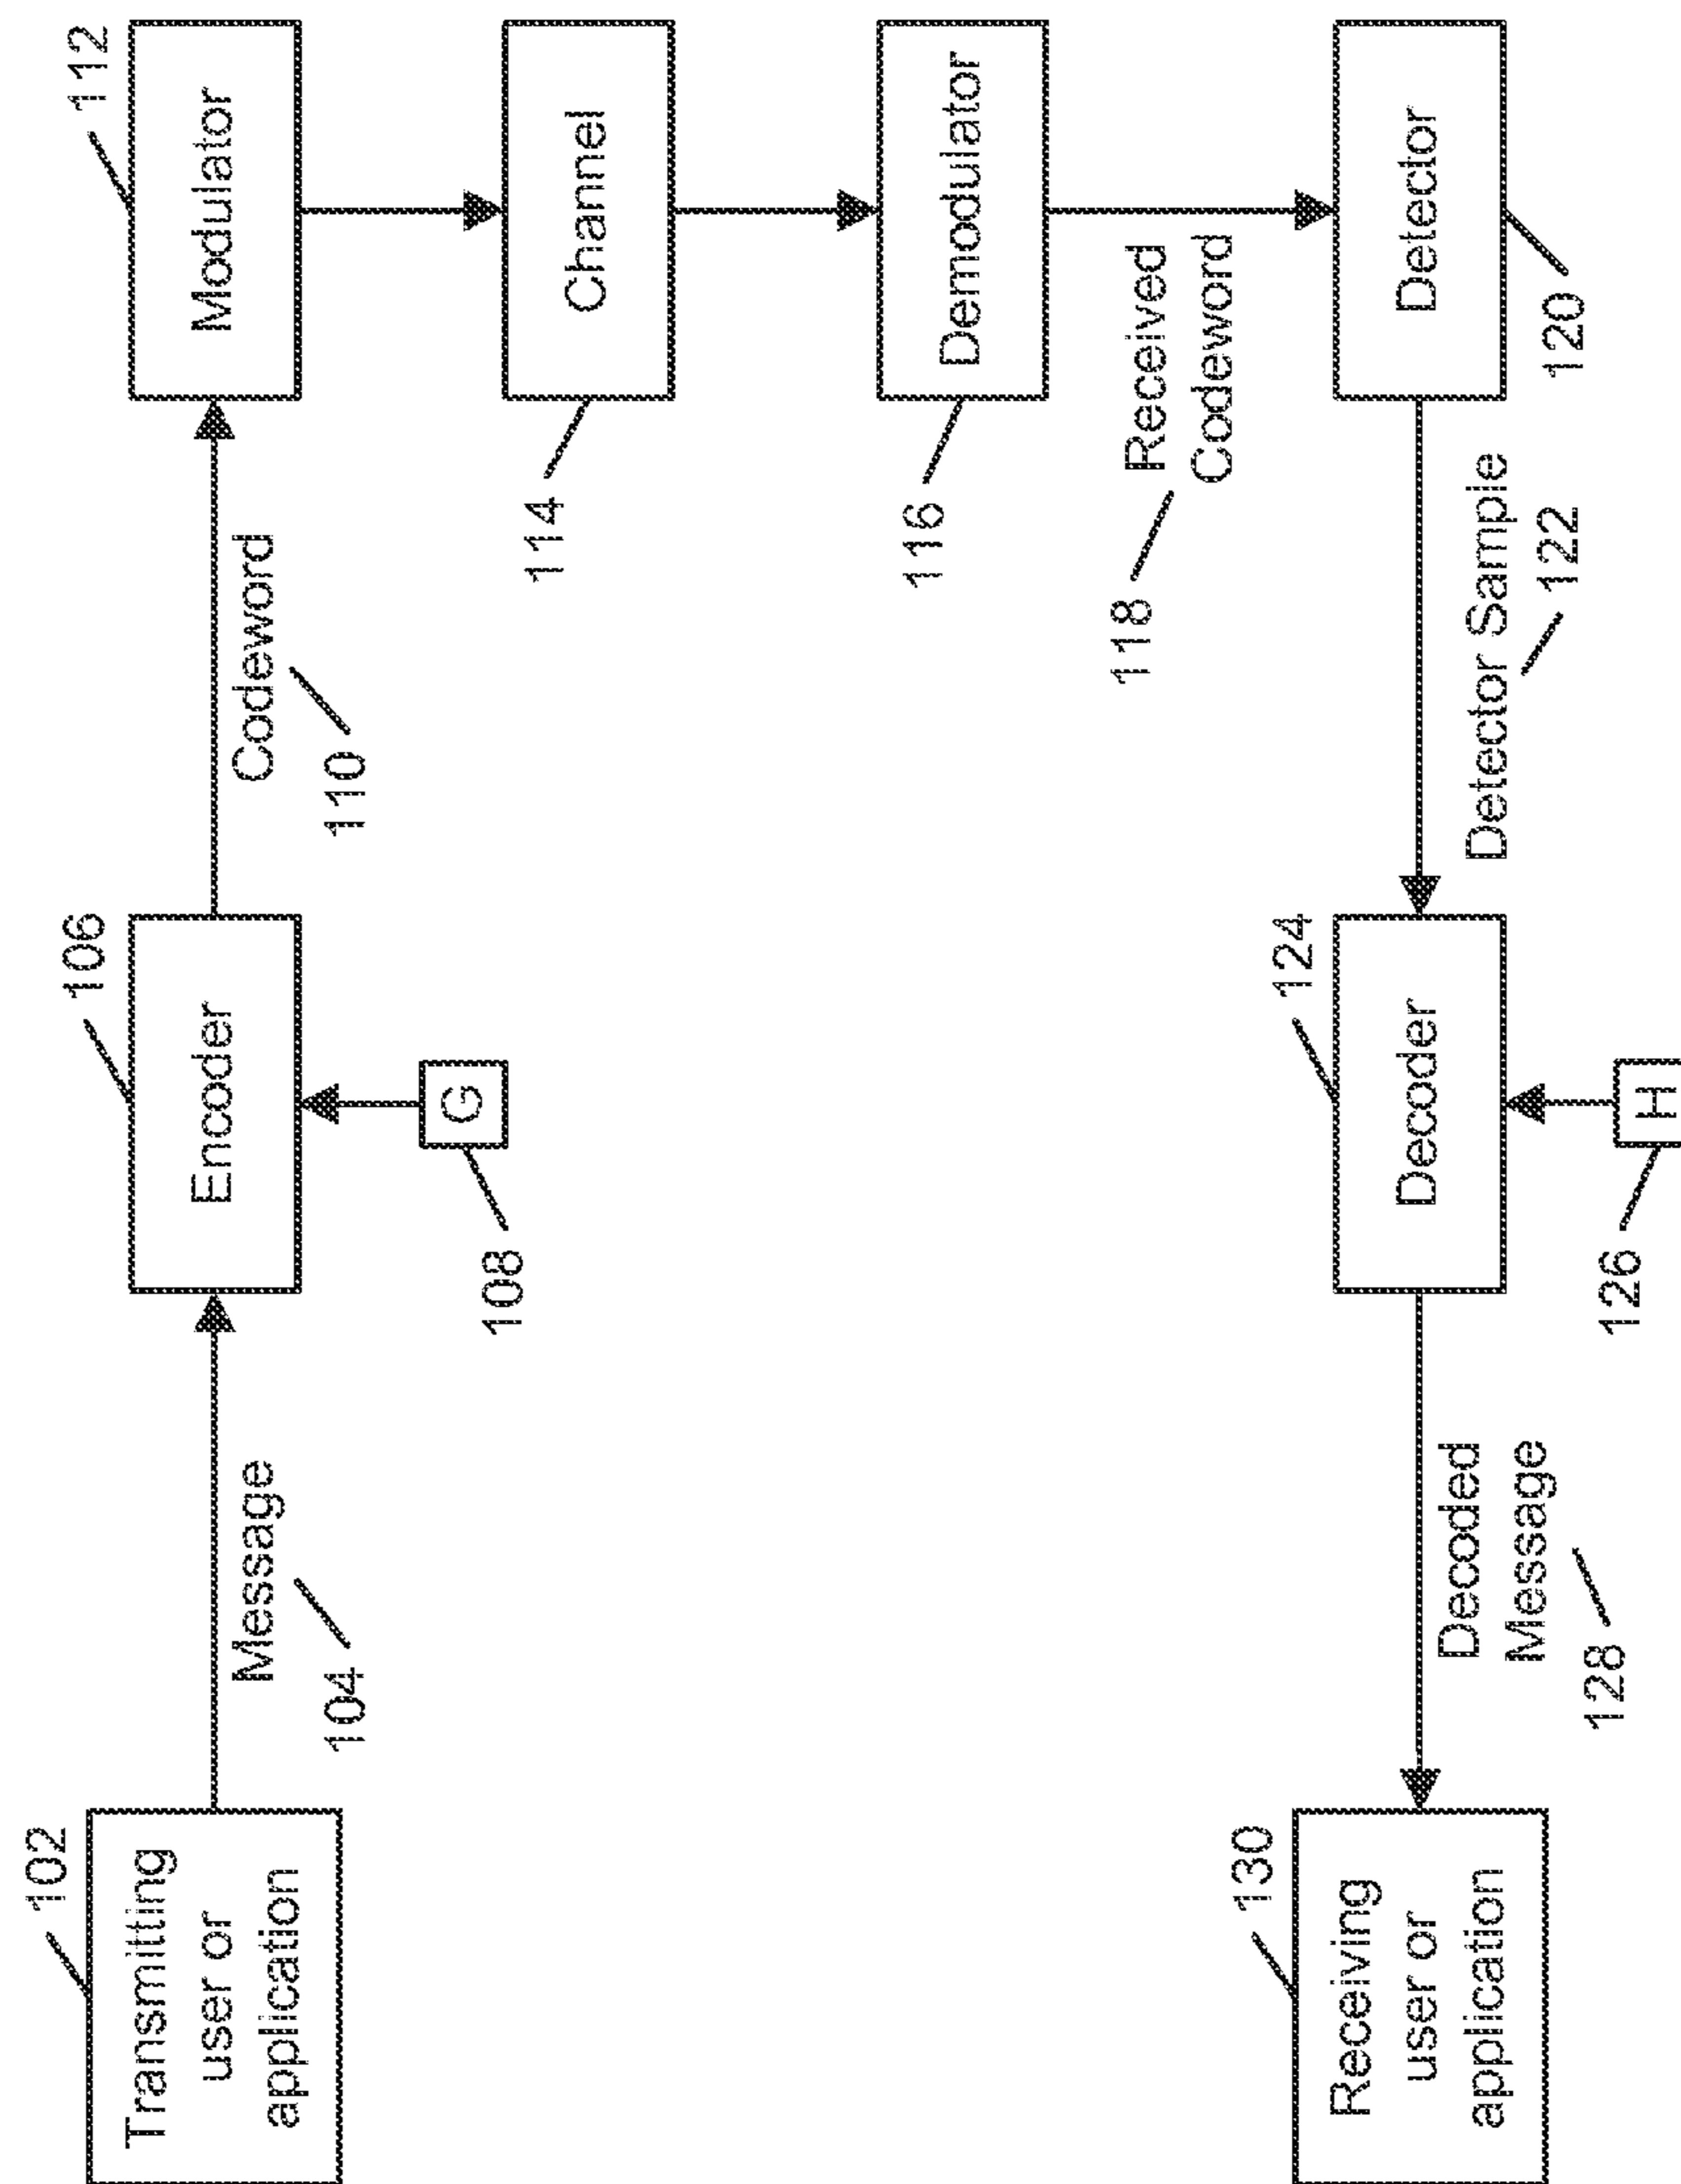 102
Transmitting
user or
application
Message
104
106
Encoder
G
108
Codeword
110
112
Modulator
Channel
114
Demodulator
116
Received
Codeword
118
Detector
120
Detector Sample
122
124
Decoder
H
126
Decoded
Message
128
130
Receiving
user or
application